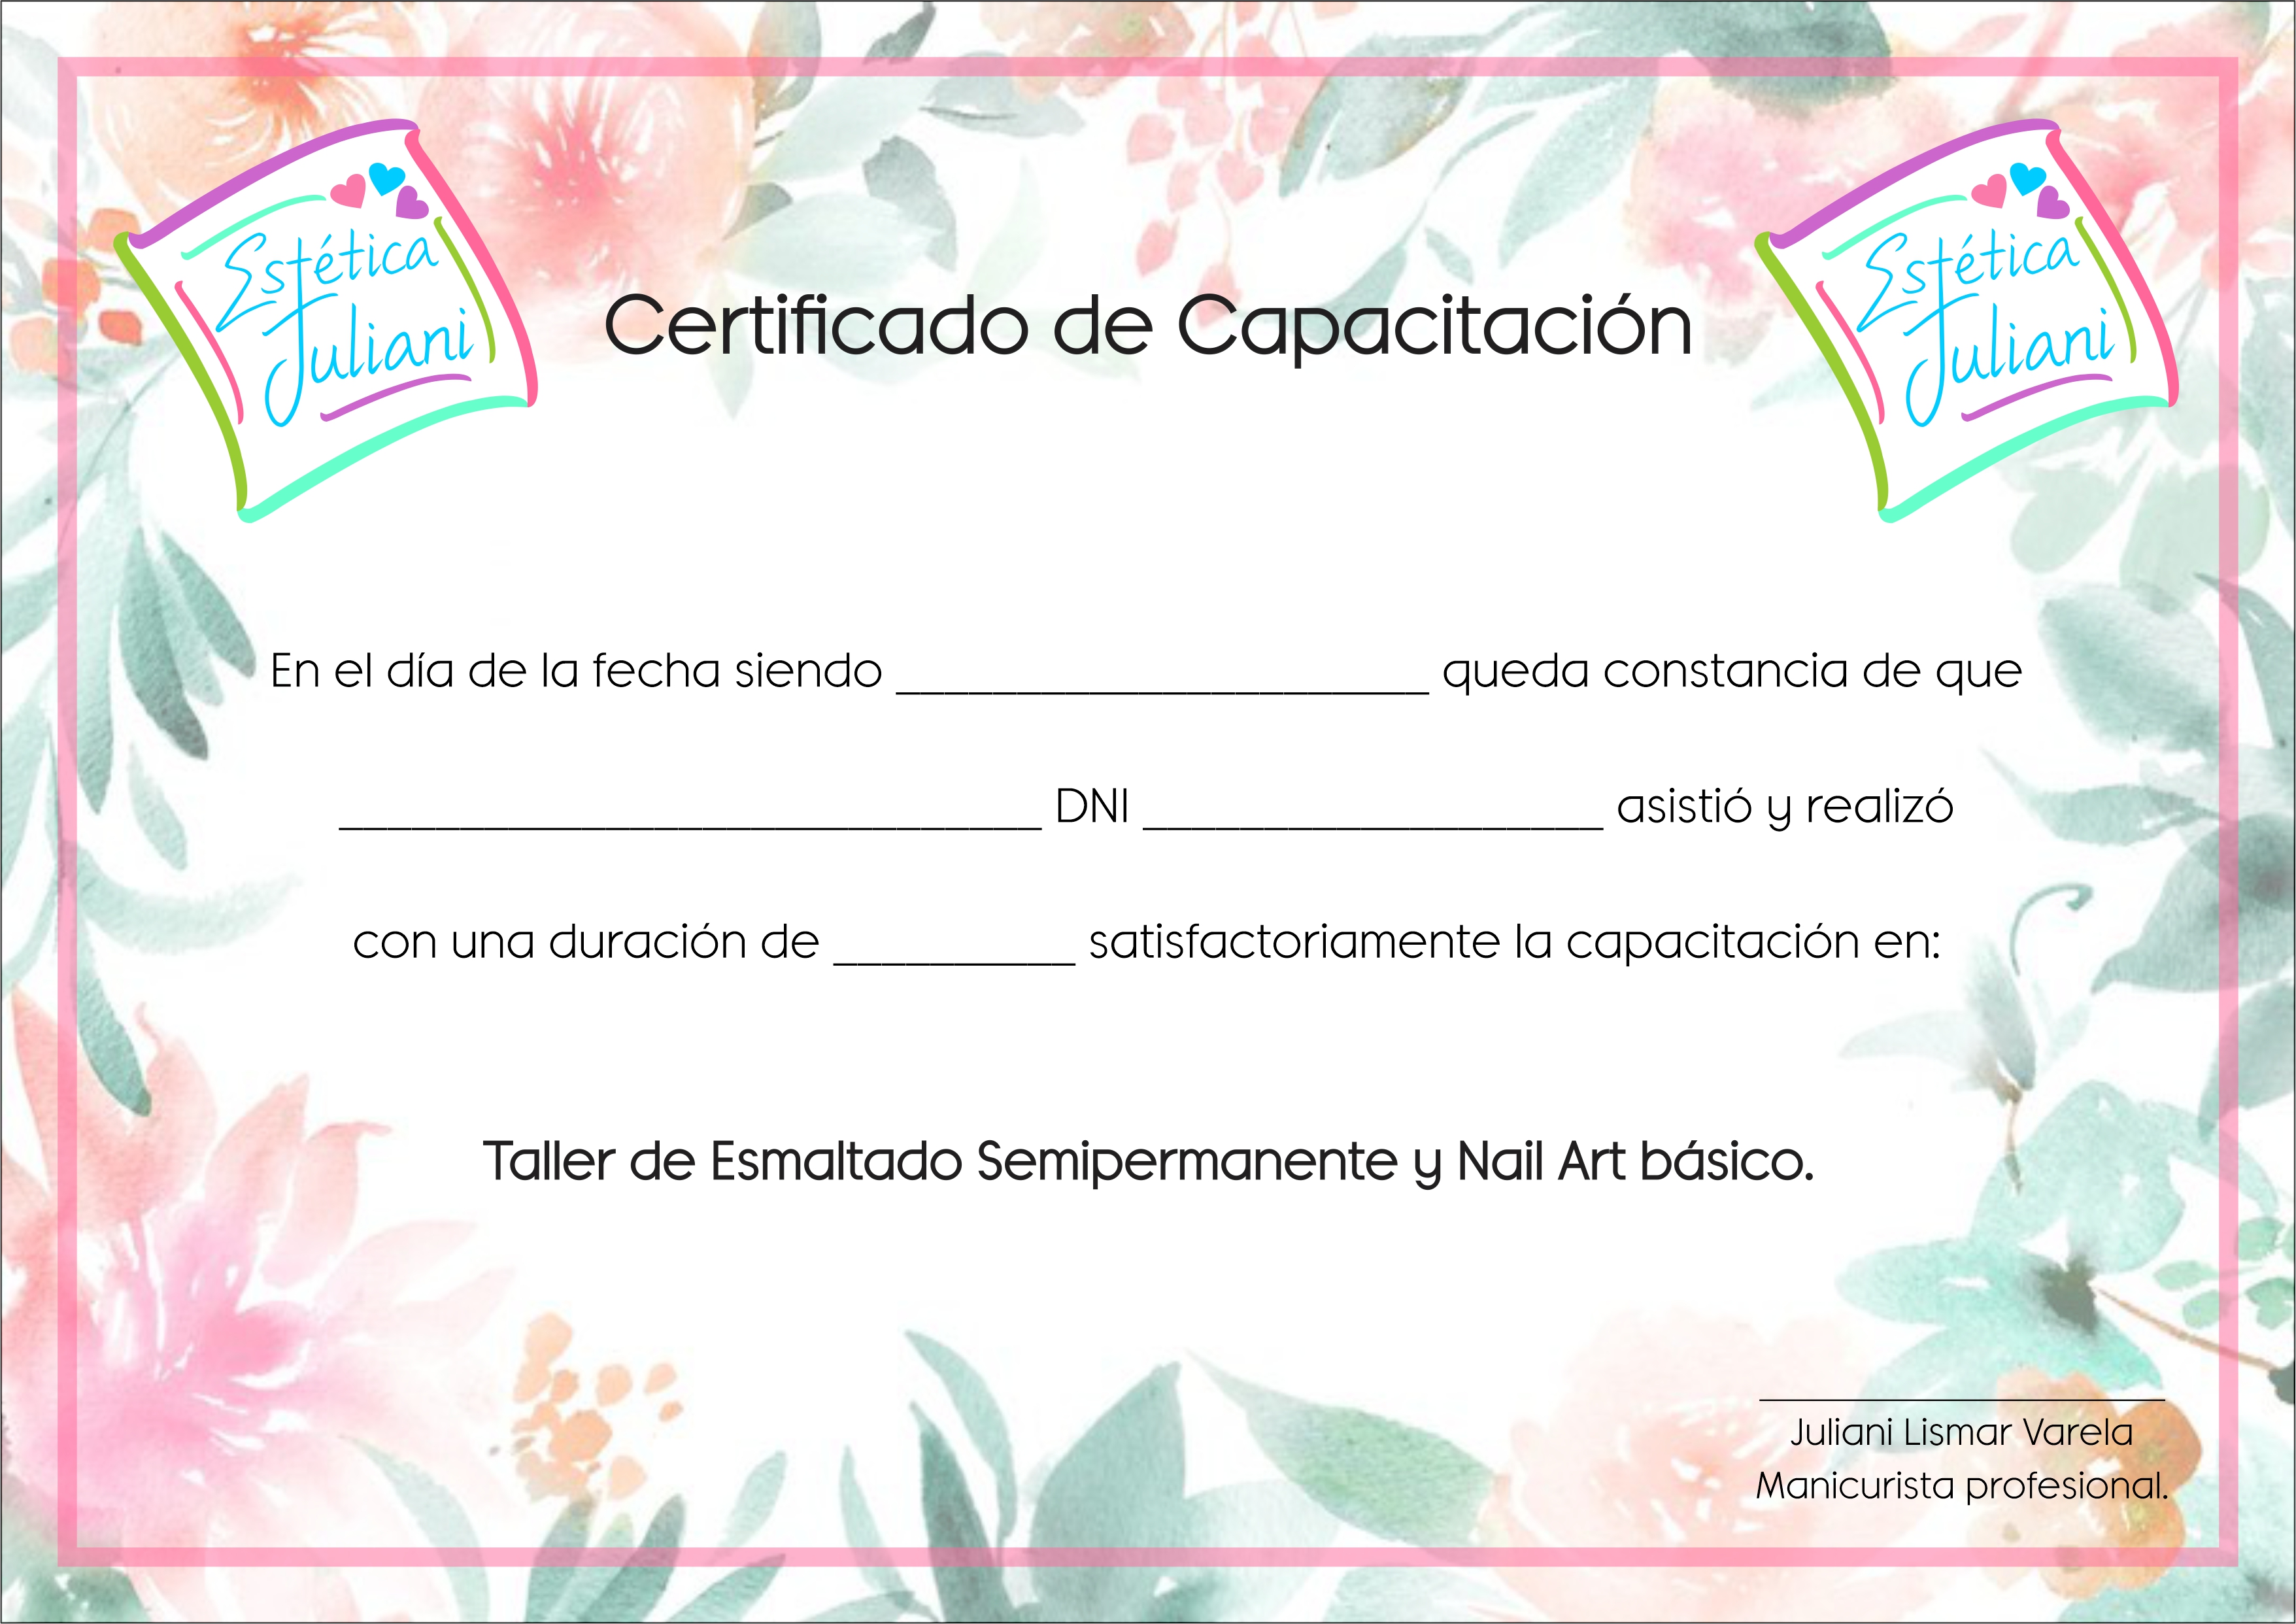 Estética
Juliani
Estética
Juliani
Certificado de Capacitación
En el día de la fecha siendo ______________________ queda constancia de que
_____________________________ DNI ___________________ asistió y realizó
con una duración de __________ satisfactoriamente la capacitación en:
Taller de Esmaltado Semipermanente y Nail Art básico.
Juliani Lismar Varela
Manicurista profesional.